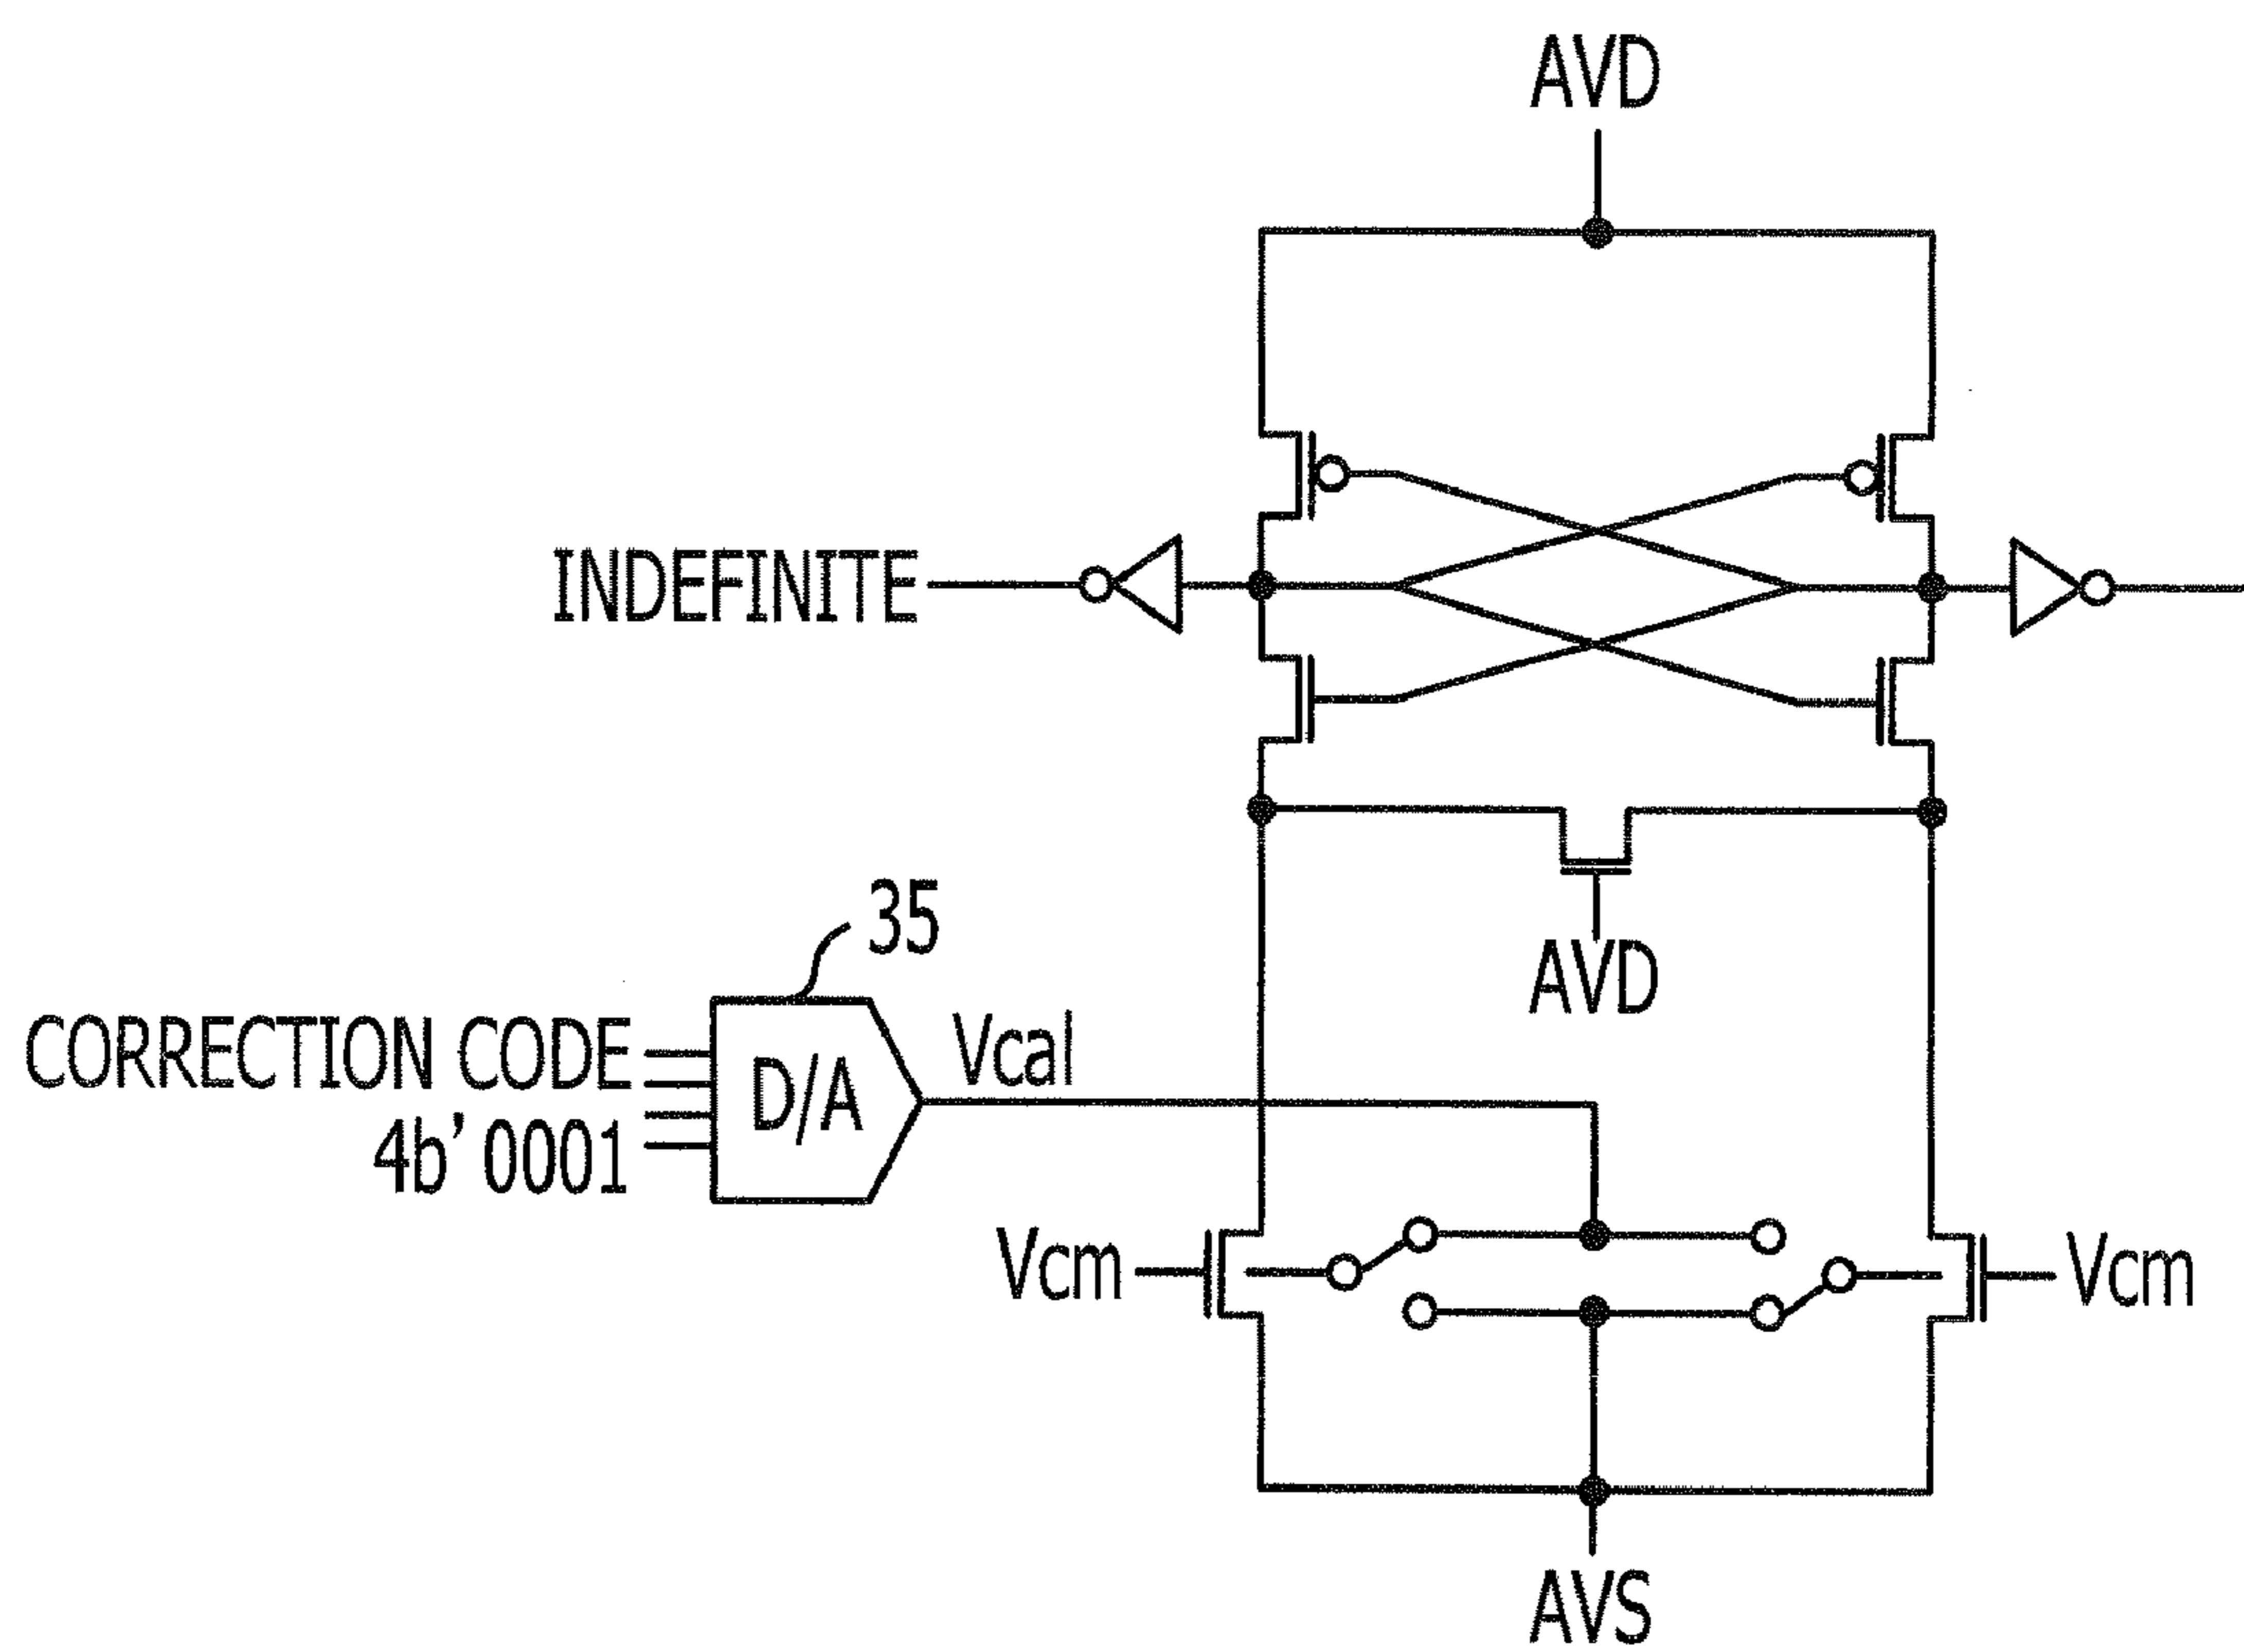 AVD
INDEFINITE
35
AVD
CORRECTION CODE
4b'0001
D/A
Vcal
Vcm
Vcm
AVS